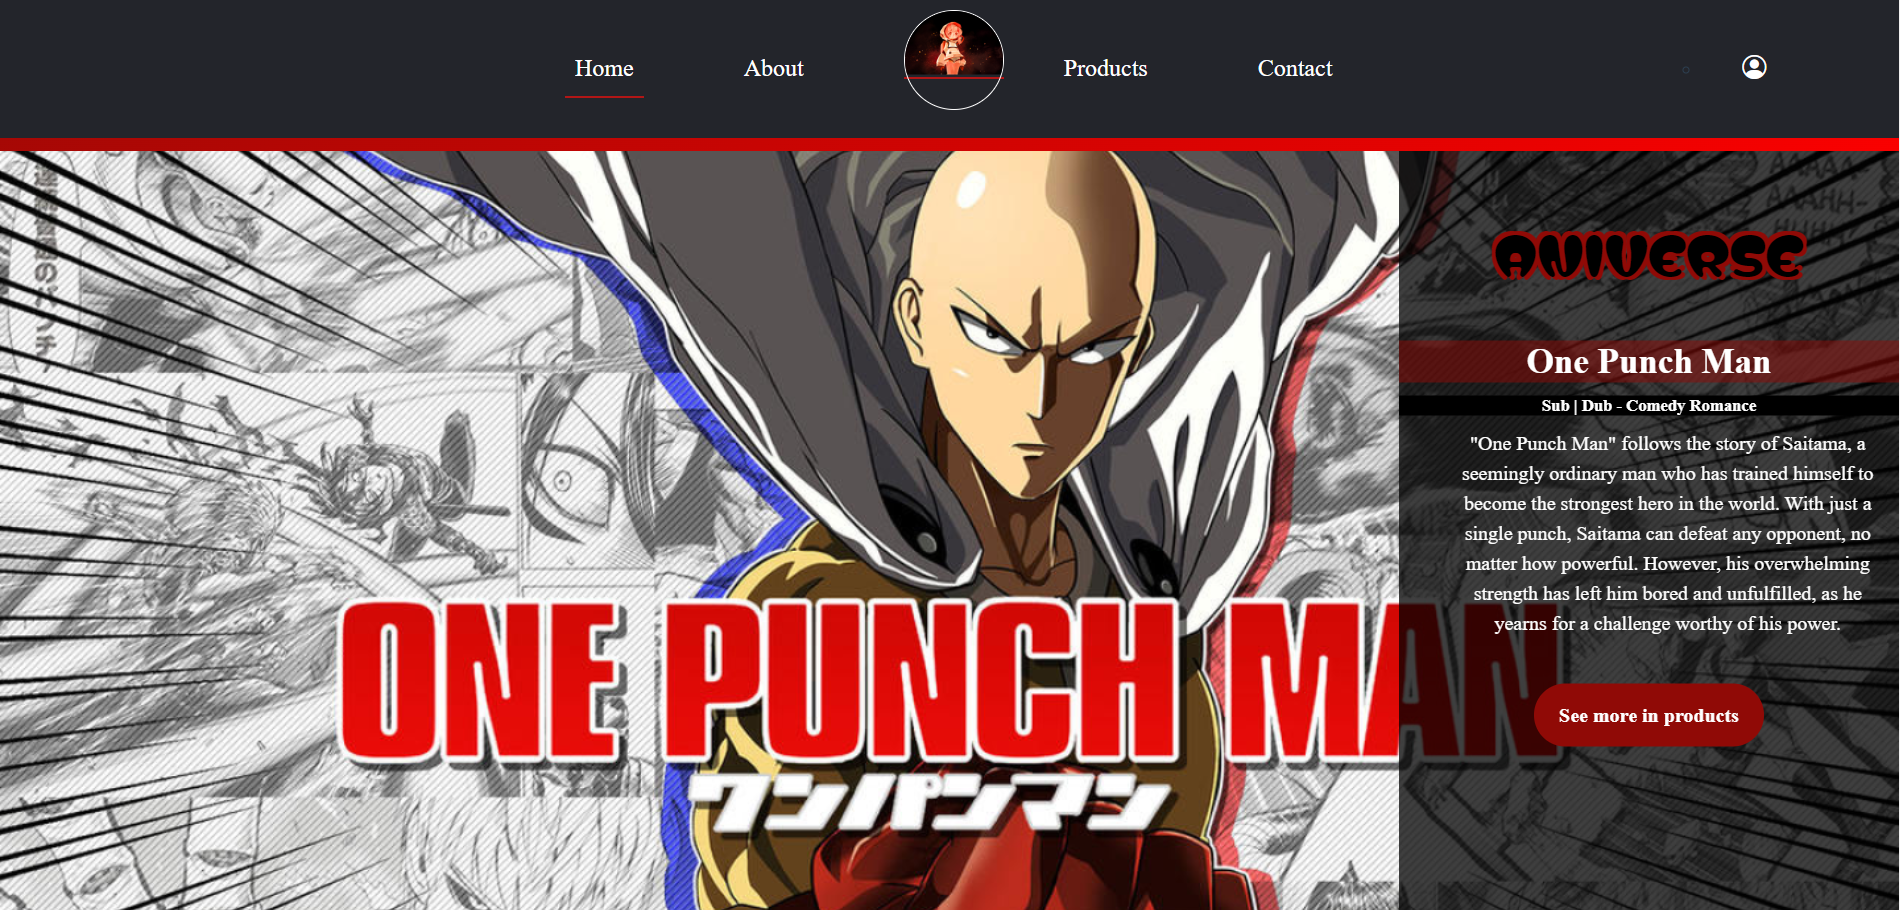 Home
About
Products
Contact
ANIVERSE
One Punch Man
Sub | Dub - Comedy Romance
"One Punch Man" follows the story of Saitama, a
seemingly ordinary man who has trained himself to
become the strongest hero in the world. With just a
single punch, Saitama can defeat any opponent, no
matter how powerful. However, his overwhelming
strength has left him bored and unfulfilled, as he
yearns for a challenge worthy of his power.
See more in products
ONE PUNCH MAN
ワンパンマン